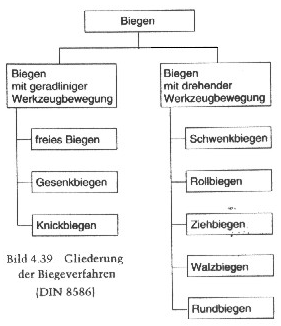 Biegen
Biegen
mit geradliniger
Werkzeugbewegung
freies Biegen
Gesenkbiegen
Knickbiegen
Biegen
mit drehender
Werkzeugbewegung
Schwenkbiegen
Rollbiegen
Ziehbiegen
Walzbiegen
Rundbiegen
Bild 4.39 Gliederung
der Biegeverfahren
(DIN 8586)